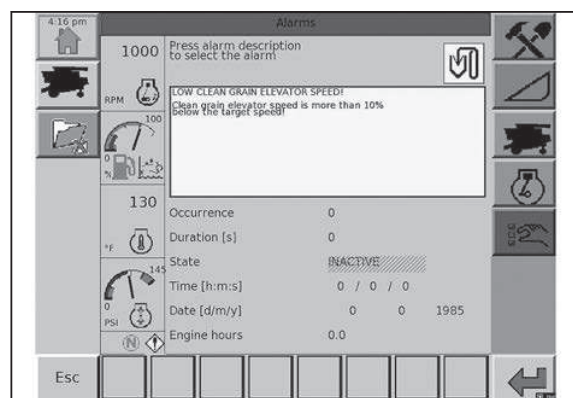 4:16 pm
Alarms
1000
Press alarm description
to select the alarm
RPM
LOW CLEAN GRAIN ELEVATOR SPEED!
Clean grain elevator speed is more than 10%
below the target speed!
100
0
%
130
°F
Occurrence 0
Duration [s] 0
State INACTIVE
145
Time [h:m:s] 0 / 0 / 0
0
PSI
Date [d/m/y] 0 0 1985
Engine hours 0.0
N
Esc